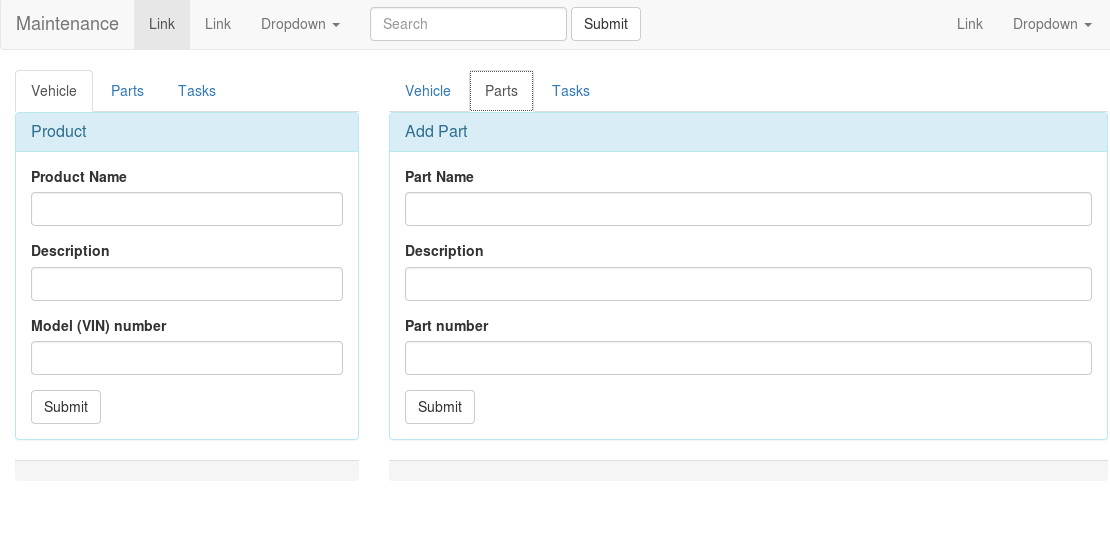 Maintenance Link Link Dropdown Search Submit Link Dropdown
Vehicle Parts Tasks
Product
Product Name
Description
Model (VIN) number
Submit
Vehicle Parts Tasks
Add Part
Part Name
Description
Part number
Submit